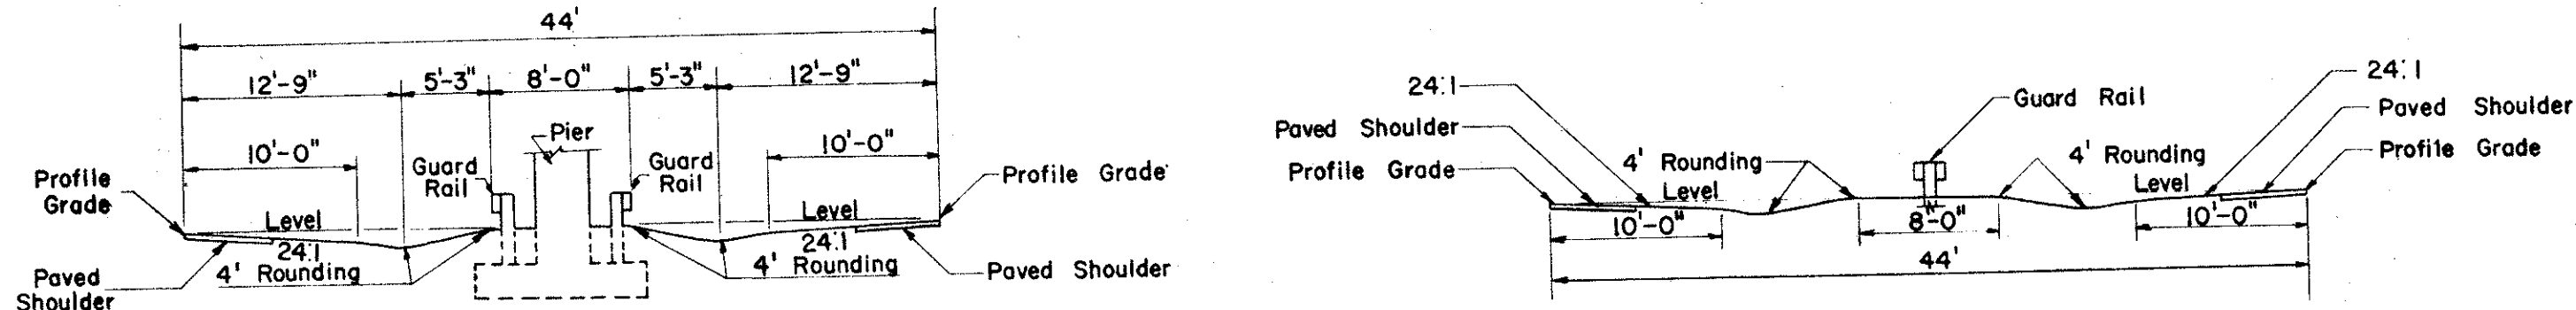 44'
12'-9"
5'-3"
8'-0"
5'-3"
12'-9"
10'-0"
Pier
10'-0"
Guard
Rail
Guard
Rail
Profile
Grade
Profile Grade
Level
Level
24:1
24:1
4' Rounding
4' Rounding
Paved
Shoulder
Paved Shoulder
24:1
24:1
Guard Rail
Paved Shoulder
Paved Shoulder
Profile Grade
4' Rounding
4' Rounding
Profile Grade
Level
Level
10'-0"
8'-0"
10'-0"
44'